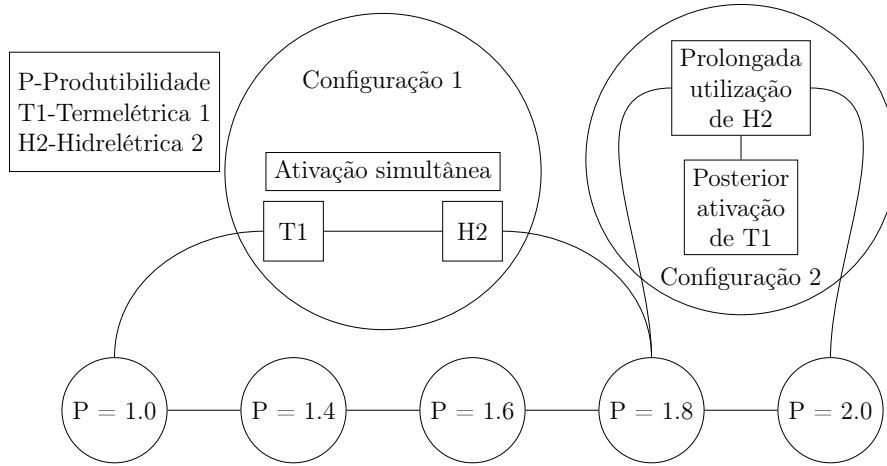 P-Produtibilidade
T1-Termelétrica 1
H2-Hidrelétrica 2
Configuração 1
Ativação simultânea
T1
H2
Prolongada
utilização
de H2
Posterior
ativação
de T1
Configuração 2
P = 1.0
P = 1.4
P = 1.6
P = 1.8
P = 2.0